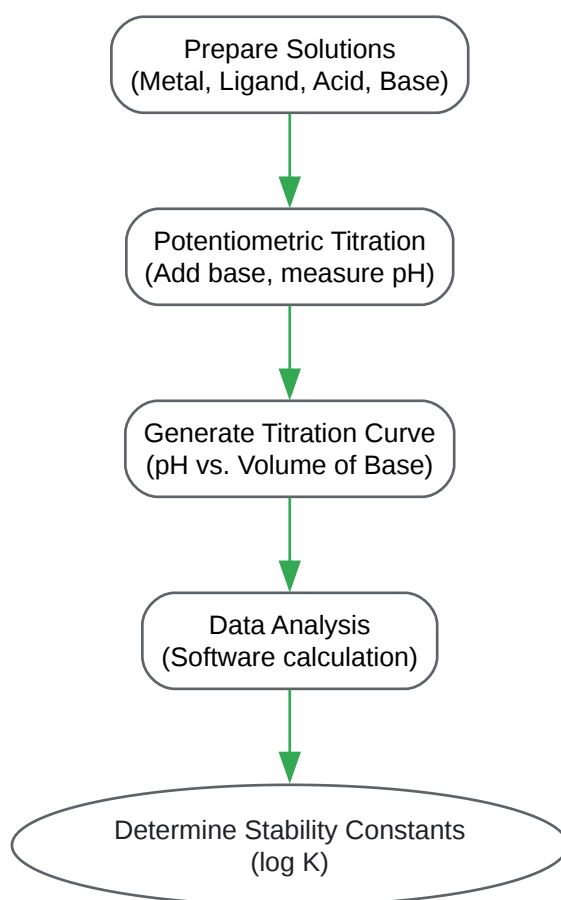 Prepare Solutions
(Metal, Ligand, Acid, Base)
Potentiometric Titration
(Add base, measure pH)
Generate Titration Curve
(pH vs. Volume of Base)
Data Analysis
(Software calculation)
Determine Stability Constants
(log K)